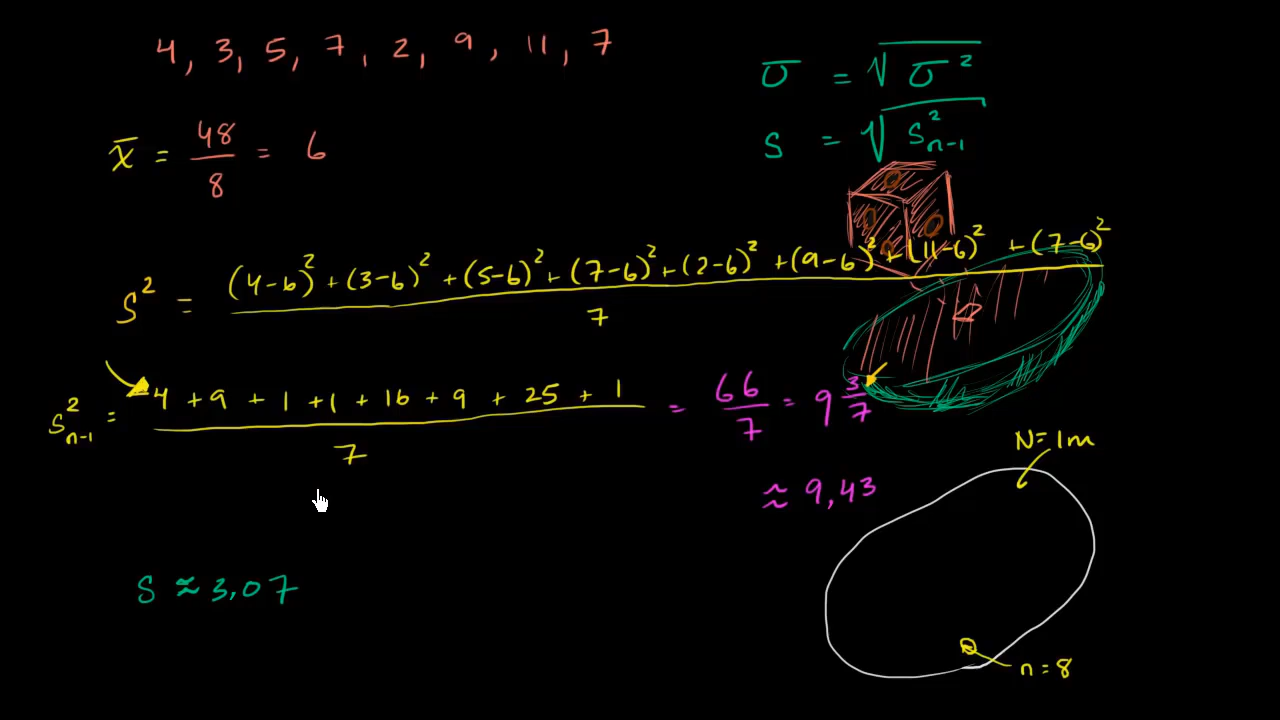 4, 3, 5, 7, 2, 9, 11, 7
σ = √σ²
s = √s²ₙ₋₁
x̄ = 48/8 = 6
s² = ((4-6)² + (3-6)² + (5-6)² + (7-6)² + (2-6)² + (9-6)² + (11-6)² + (7-6)²)/7
s²ₙ₋₁ = (4 + 9 + 1 + 1 + 16 + 9 + 25 + 1)/7 = 66/7 = 9 3/7
N=1m
≈ 9,43
s ≈ 3,07
n=8